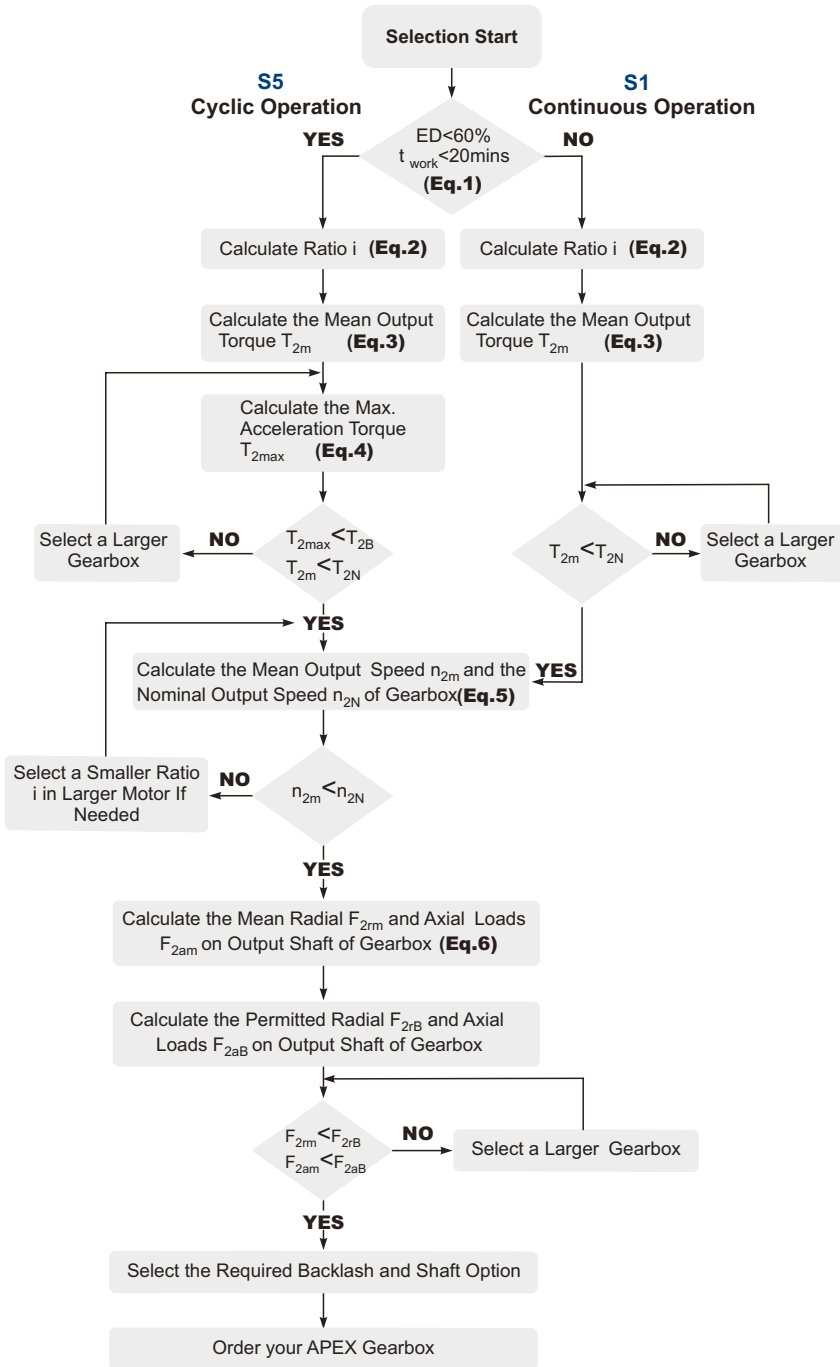 Selection Start
S5
Cyclic Operation
S1
Continuous Operation
YES
ED<60%
t work<20mins
(Eq.1)
NO
Calculate Ratio i (Eq.2)
Calculate Ratio i (Eq.2)
Calculate the Mean Output
Torque T2m (Eq.3)
Calculate the Mean Output
Torque T2m (Eq.3)
Calculate the Max.
Acceleration Torque
T2max (Eq.4)
Select a Larger
Gearbox
NO
T2max<T2B
T2m<T2N
T2m<T2N
NO
Select a Larger
Gearbox
YES
YES
Calculate the Mean Output Speed n2m and the
Nominal Output Speed n2N of Gearbox(Eq.5)
Select a Smaller Ratio
i in Larger Motor If
Needed
NO
n2m<n2N
YES
Calculate the Mean Radial F2rm and Axial Loads
F2am on Output Shaft of Gearbox (Eq.6)
Calculate the Permitted Radial F2rB and Axial
Loads F2aB on Output Shaft of Gearbox
F2rm<F2rB
F2am<F2aB
NO
Select a Larger Gearbox
YES
Select the Required Backlash and Shaft Option
Order your APEX Gearbox